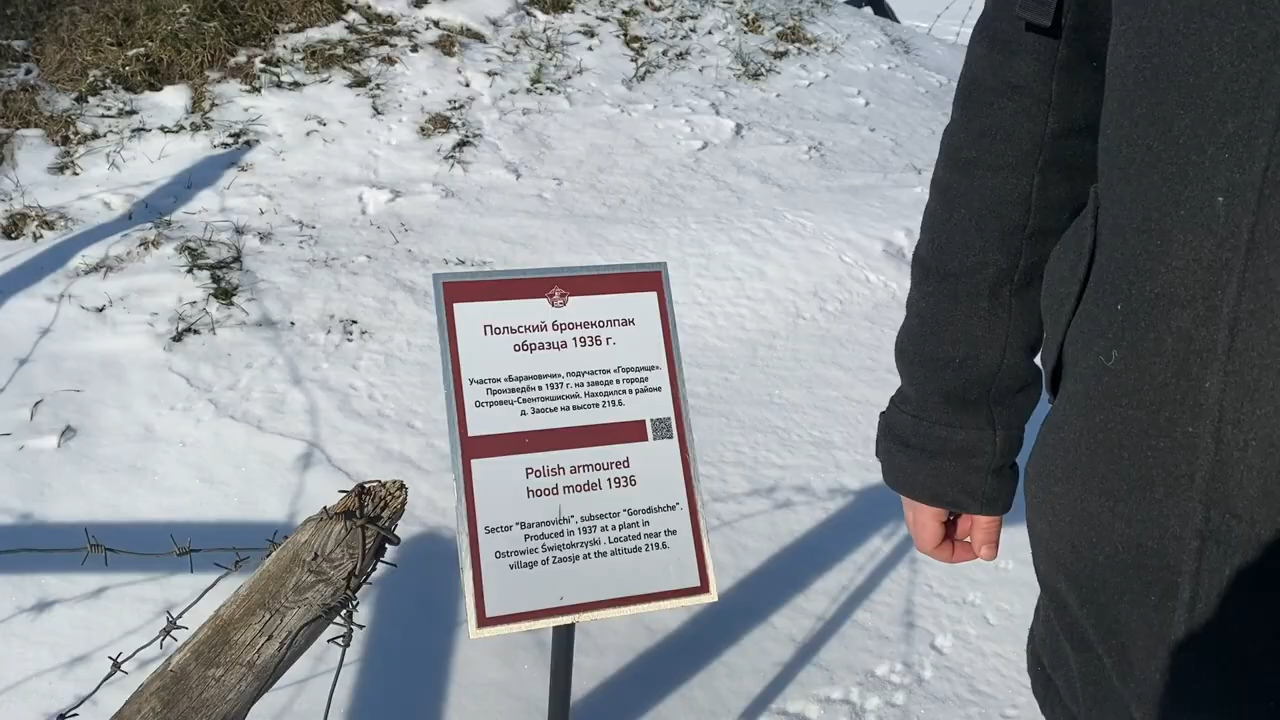 Польский бронеколпак
образца 1936 г.
Участок «Барановичи», подучасток «Городище».
Произведён в 1937 г. на заводе в городе
Островец-Свентокшиский. Находился в районе
д. Заосье на высоте 219.6.
Polish armoured
hood model 1936
Sector "Baranovichi", subsector "Gorodishche".
Produced in 1937 at a plant in
Ostrowiec Świętokrzyski . Located near the
village of Zaosje at the altitude 219.6.